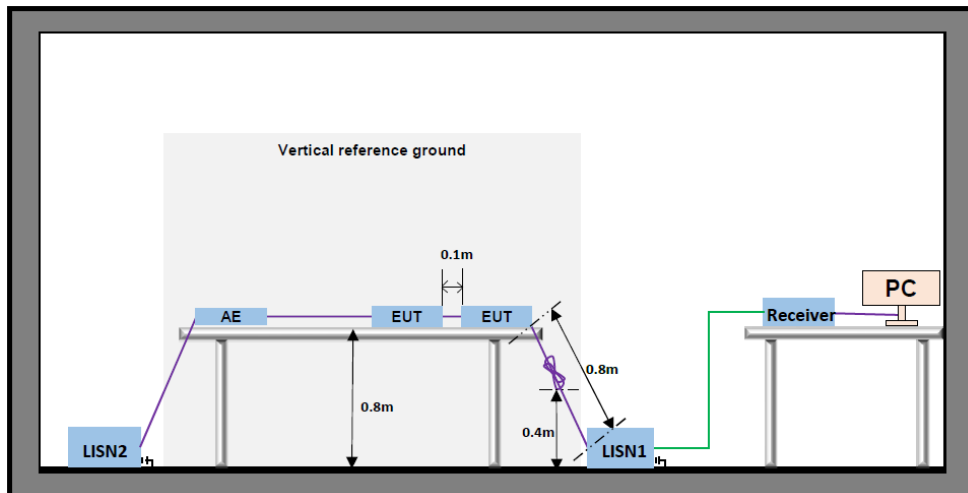 Vertical reference ground
0.1m
PC
AE
EUT
EUT
Receiver
0.8m
0.8m
0.4m
LISN2
LISN1